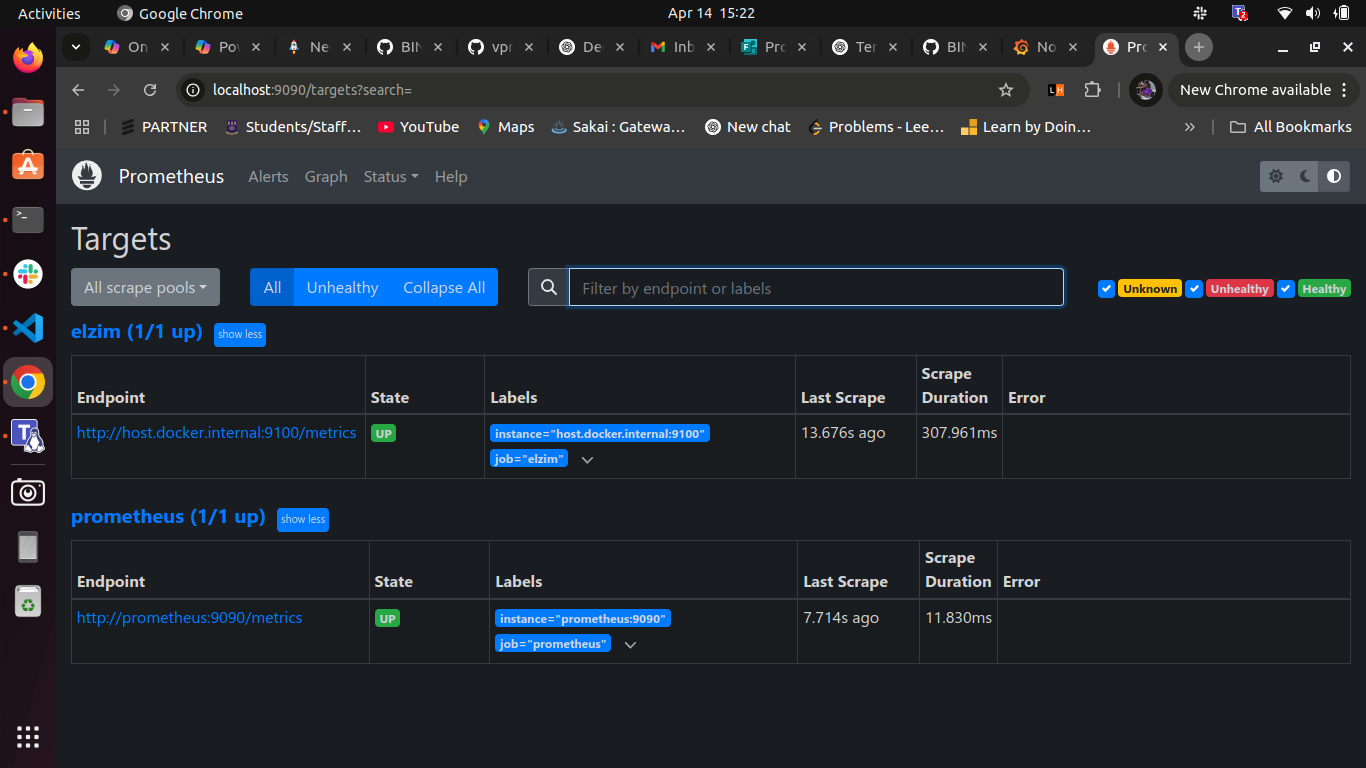 Activities
Google Chrome
Apr 14 15:22
On
Pow
Ne
BIN
vpr
De
Inb
Pro
Ter
BIN
No
Pro
localhost:9090/targets?search=
New Chrome available
PARTNER
Students/Staff…
YouTube
Maps
Sakai : Gatewa…
New chat
Problems - Lee…
Learn by Doin…
»
All Bookmarks
Prometheus
Alerts
Graph
Status
Help
Targets
All scrape pools
All
Unhealthy
Collapse All
Filter by endpoint or labels
Unknown
Unhealthy
Healthy
elzim (1/1 up)
show less
Endpoint
State
Labels
Last Scrape
Scrape
Duration
Error
http://host.docker.internal:9100/metrics
UP
instance="host.docker.internal:9100"
job="elzim"
13.676s ago
307.961ms
prometheus (1/1 up)
show less
Endpoint
State
Labels
Last Scrape
Scrape
Duration
Error
http://prometheus:9090/metrics
UP
instance="prometheus:9090"
job="prometheus"
7.714s ago
11.830ms